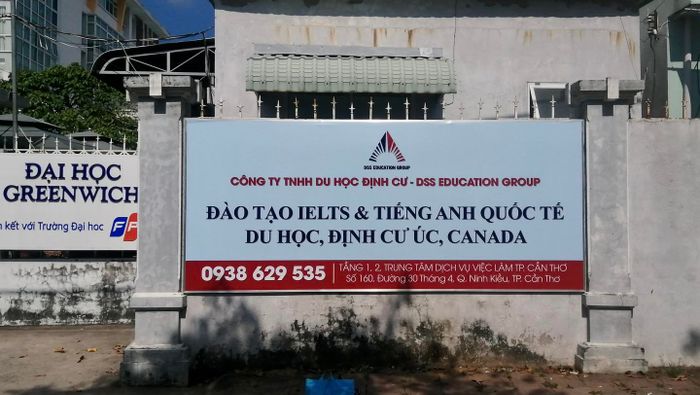 ĐẠI HỌC
GREENWICH
kết với Trường Đại học
FP
DSS EDUCATION GROUP
CÔNG TY TNHH DU HỌC ĐỊNH CƯ - DSS EDUCATION GROUP
ĐÀO TẠO IELTS & TIẾNG ANH QUỐC TẾ
DU HỌC, ĐỊNH CƯ ÚC, CANADA
0938 629 535
TẦNG 1, 2, TRUNG TÂM DỊCH VỤ VIỆC LÀM TP. CẦN THƠ
Số 160, Đường 30 Tháng 4, Q. Ninh Kiều, TP. Cần Thơ